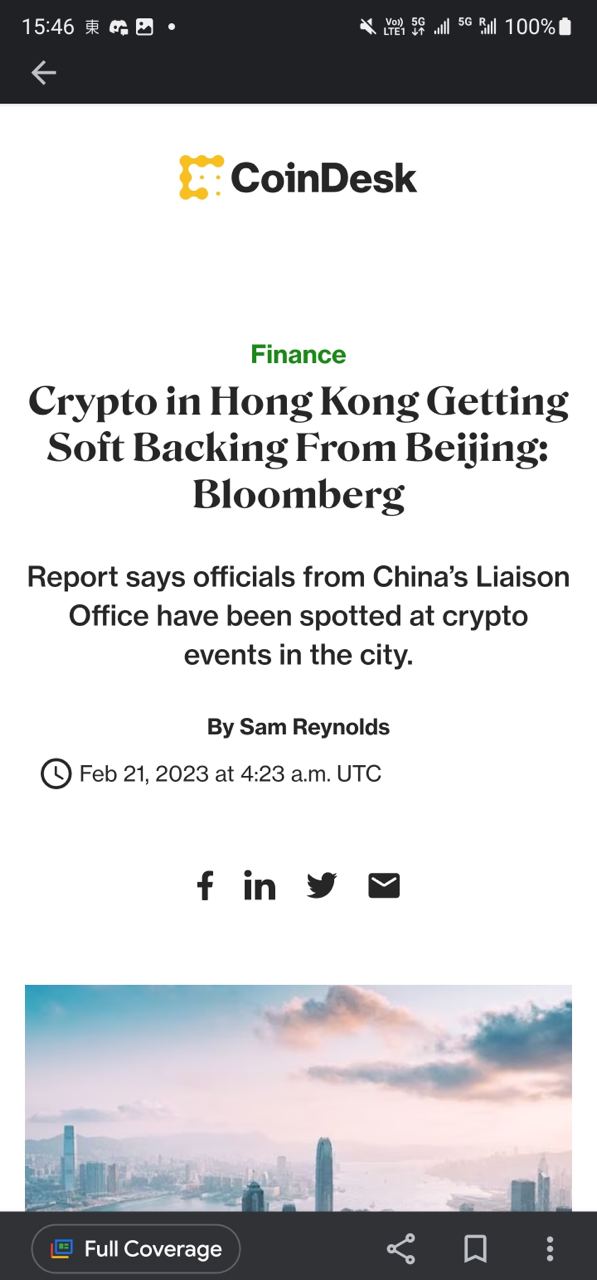 15:46 東 Vo) 5G 5G R 100%
LTE1
CoinDesk
Finance
Crypto in Hong Kong Getting
Soft Backing From Beijing:
Bloomberg
Report says officials from China’s Liaison
Office have been spotted at crypto
events in the city.
By Sam Reynolds
Feb 21, 2023 at 4:23 a.m. UTC
Full Coverage